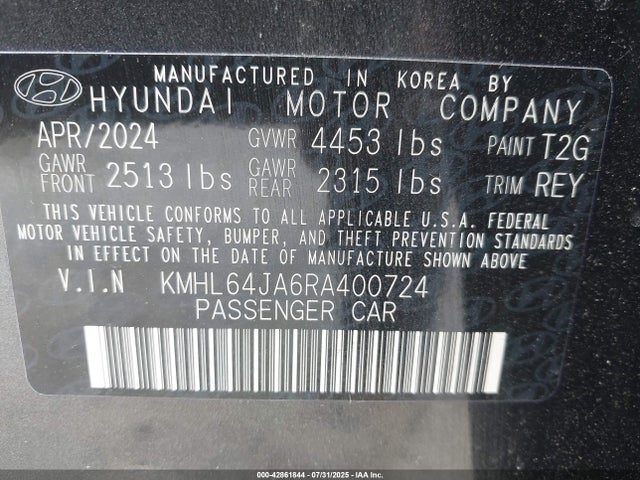 MANUFACTURED IN KOREA BY
HYUNDAI MOTOR COMPANY
APR/2024 GVWR 4453 lbs PAINT T2G
GAWR FRONT 2513 lbs GAWR REAR 2315 lbs TRIM REY
THIS VEHICLE CONFORMS TO ALL APPLICABLE U.S.A. FEDERAL
MOTOR VEHICLE SAFETY, BUMPER, AND THEFT PREVENTION STANDARDS
IN EFFECT ON THE DATE OF MANUFACTURE SHOWN ABOVE
V.I.N KMHL64JA6RA400724
PASSENGER CAR
000-42861844 | 07/31/2025 | IAA Inc.